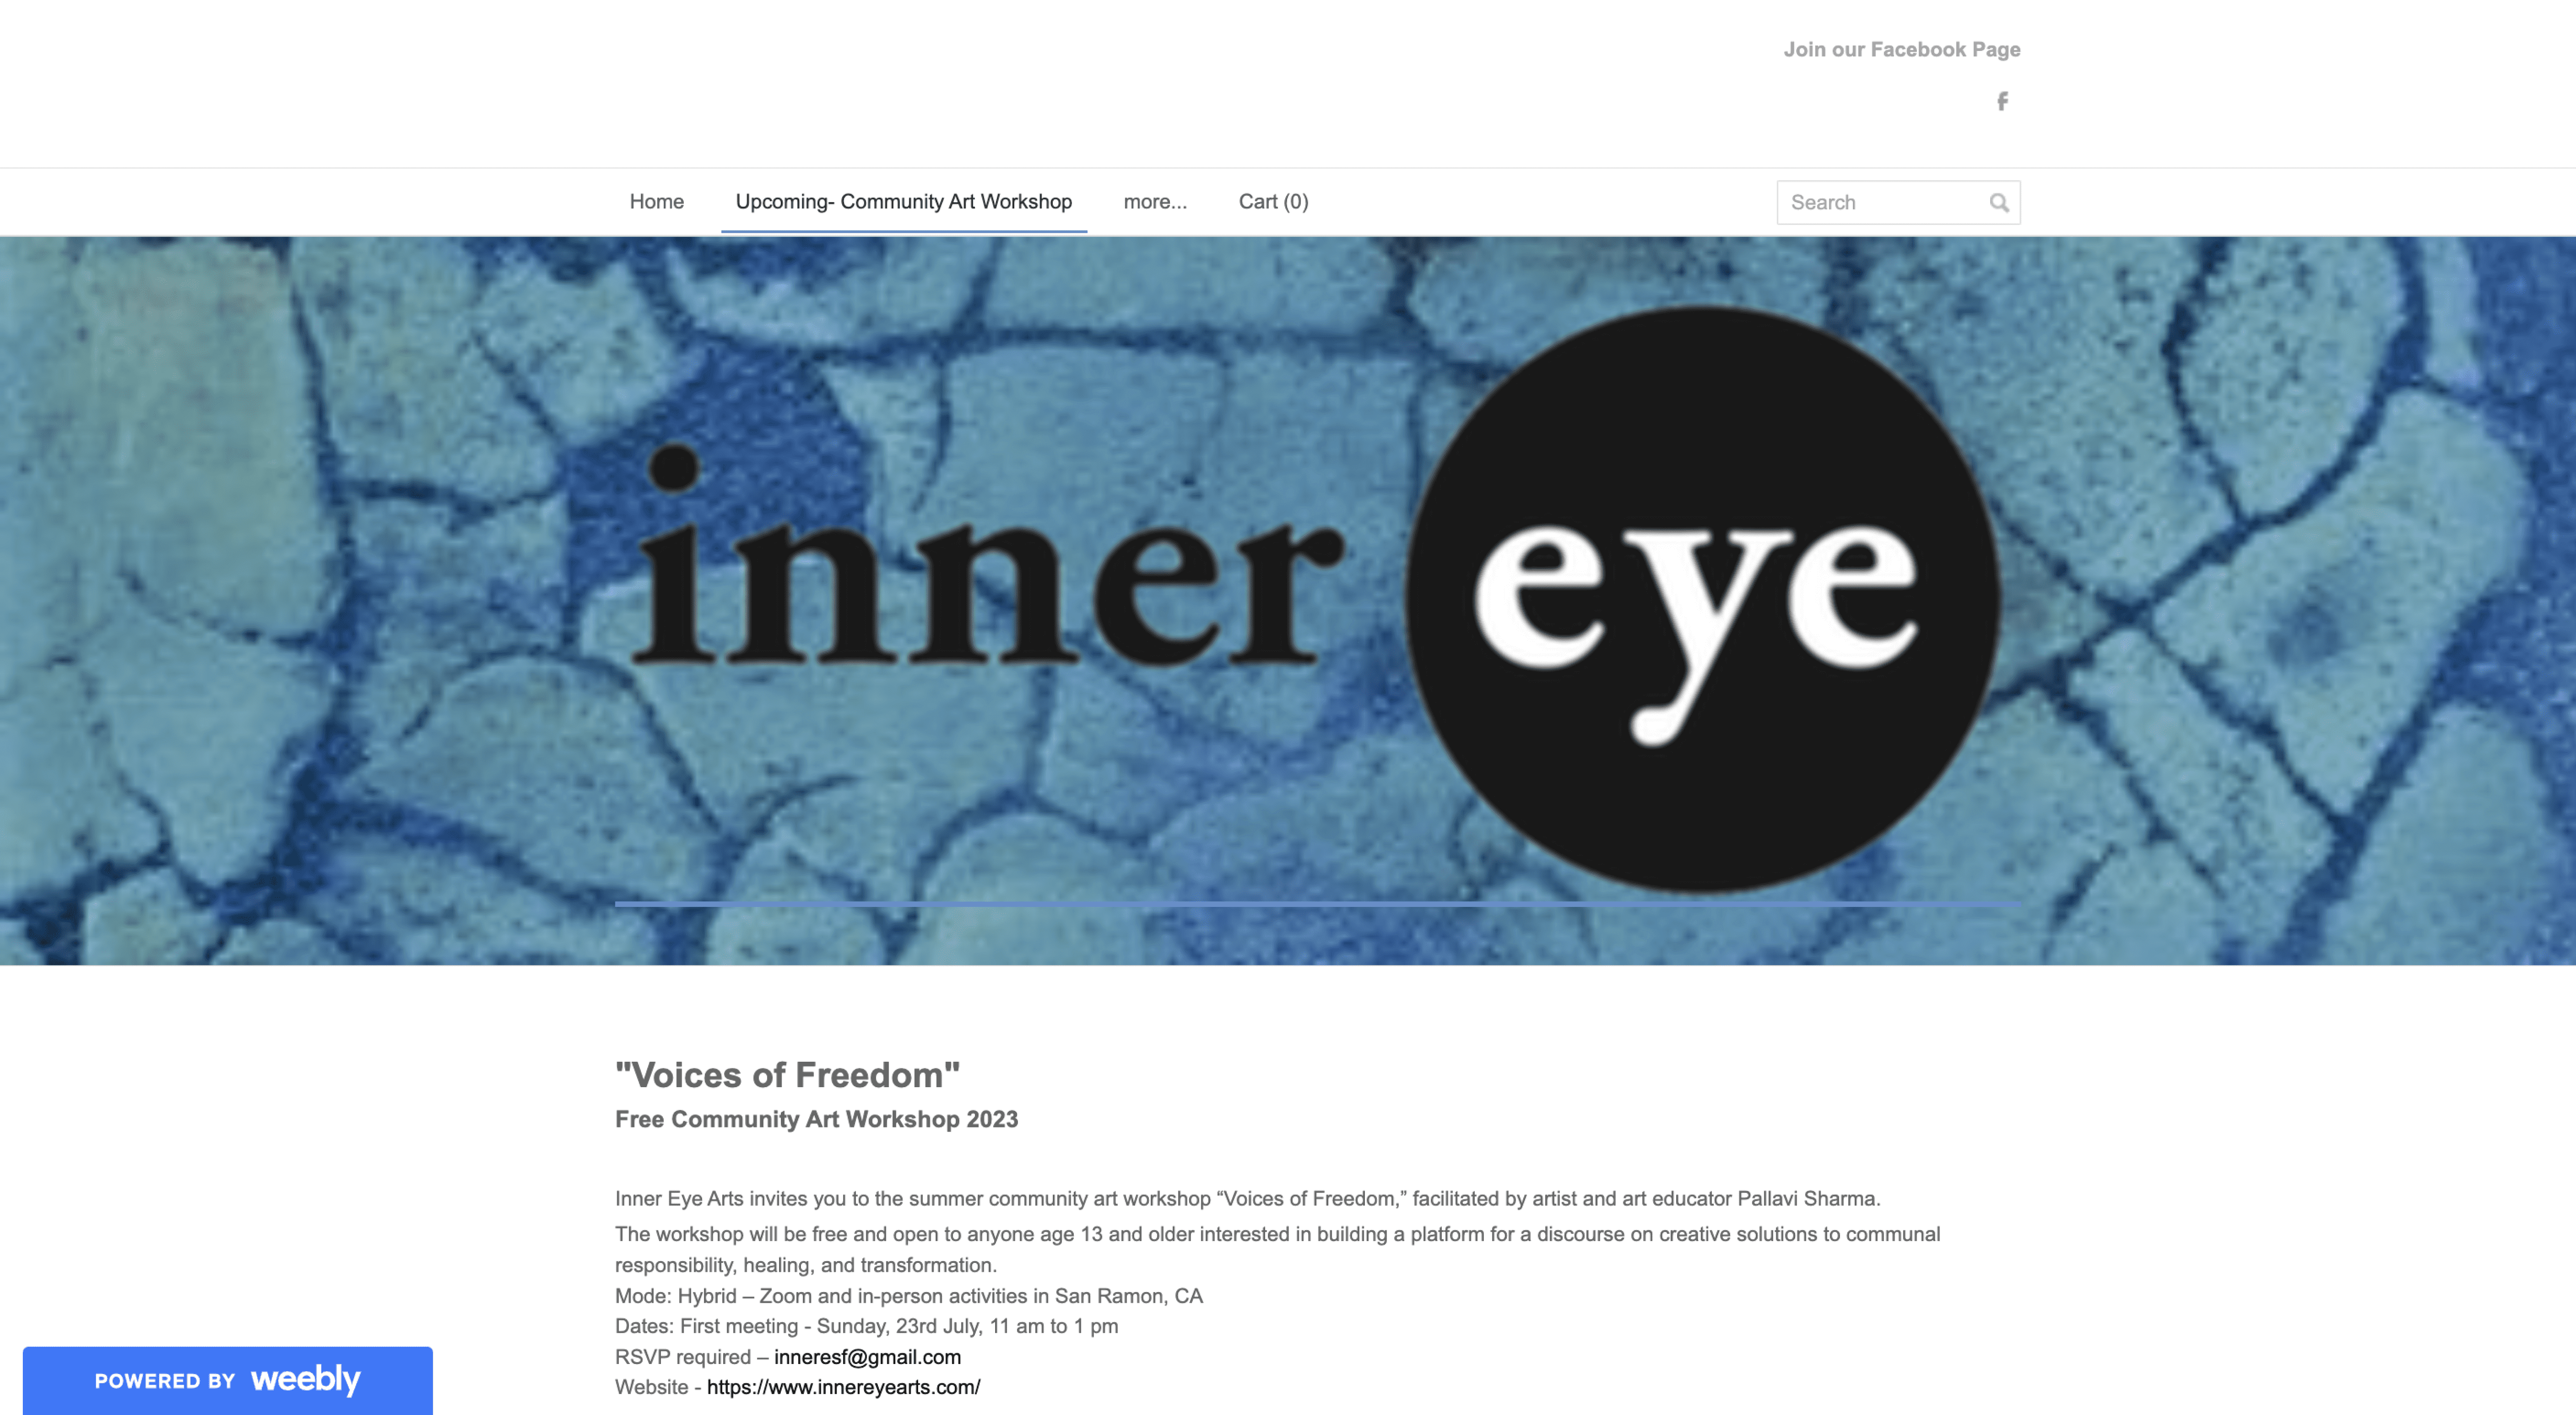 Join our Facebook Page
f
Home Upcoming- Community Art Workshop more... Cart (0) Search
inner eye
"Voices of Freedom"
Free Community Art Workshop 2023
Inner Eye Arts invites you to the summer community art workshop “Voices of Freedom,” facilitated by artist and art educator Pallavi Sharma.
The workshop will be free and open to anyone age 13 and older interested in building a platform for a discourse on creative solutions to communal
responsibility, healing, and transformation.
Mode: Hybrid – Zoom and in-person activities in San Ramon, CA
Dates: First meeting - Sunday, 23rd July, 11 am to 1 pm
RSVP required – inneresf@gmail.com
Website - https://www.innereyearts.com/
POWERED BY weebly